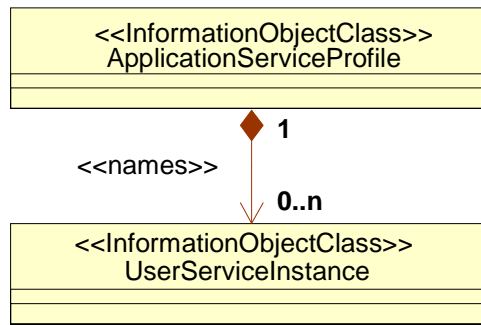 <<InformationObjectClass>>
ApplicationServiceProfile
1
<<names>>
0..n
<<InformationObjectClass>>
UserServiceInstance